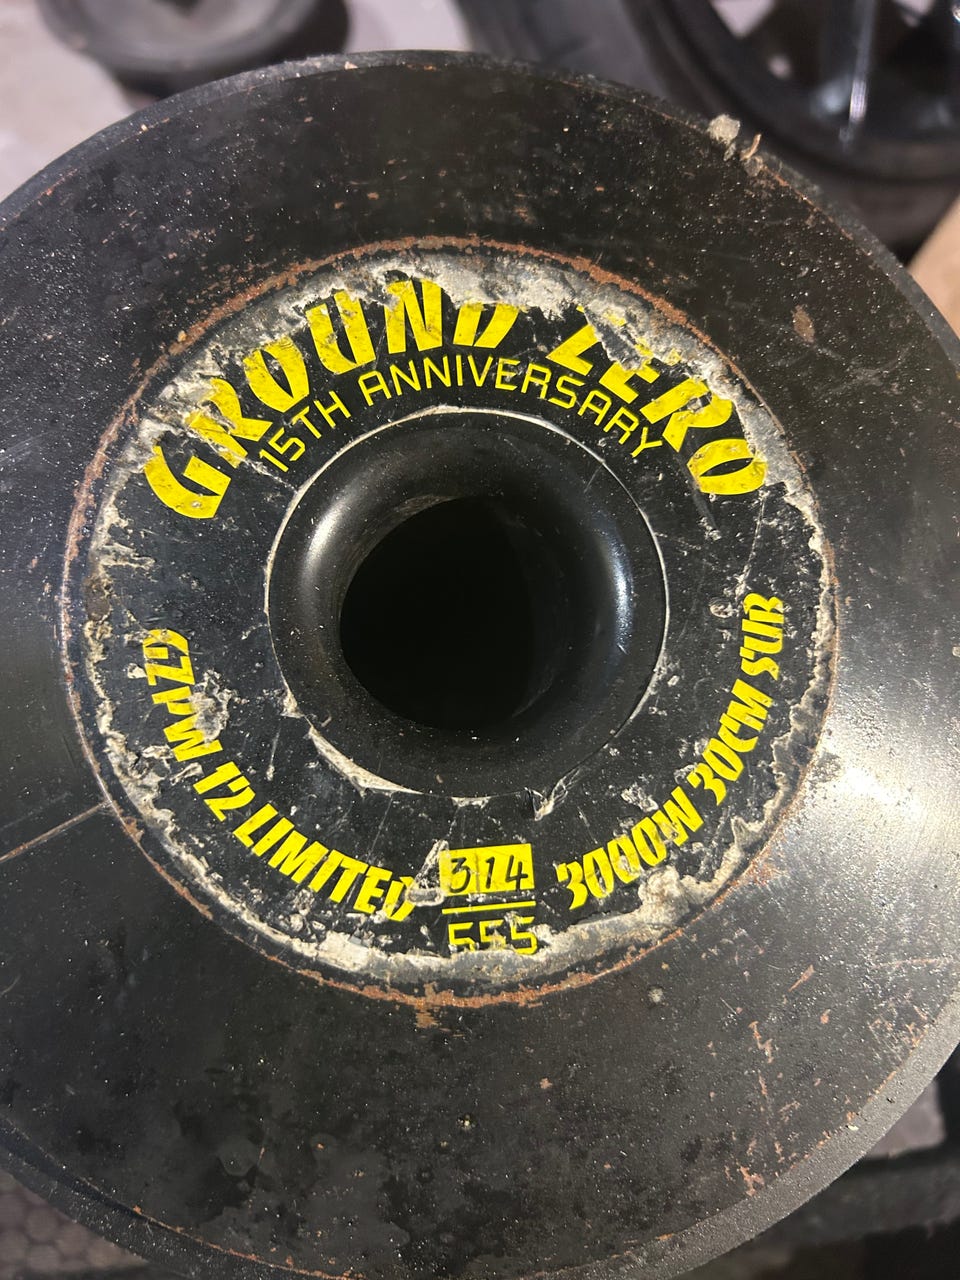 GROUND ZERO
15TH ANNIVERSARY
GZPW 12 LIMITED
314
555
3000W 30CM SUB